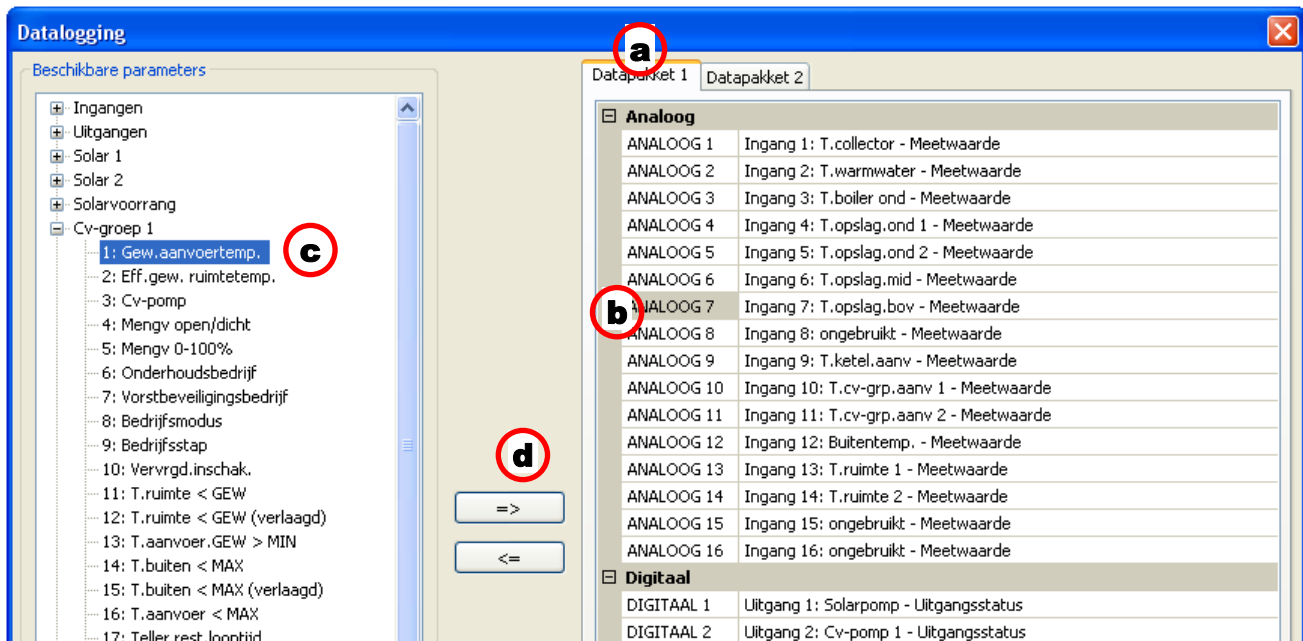 Datalogging
a
Beschikbare parameters
Ingangen
Uitgangen
Solar 1
Solar 2
Solarvoorrang
Cv-groep 1
1: Gew.aanvoertemp.
c
2: Eff.gew. ruimtetemp.
3: Cv-pomp
4: Mengv open/dicht
5: Mengv 0-100%
6: Onderhoudsbedrijf
7: Vorstbeveiligingsbedrijf
8: Bedrijfsmodus
9: Bedrijfsstap
10: Vervrgd.inschak.
11: T.ruimte < GEW
12: T.ruimte < GEW (verlaagd)
13: T.aanvoer.GEW > MIN
14: T.buiten < MAX
15: T.buiten < MAX (verlaagd)
16: T.aanvoer < MAX
17: Teller rest.looptijd
d
=>
<=
Datapakket 1 Datapakket 2
Analoog
ANALOOG 1 Ingang 1: T.collector - Meetwaarde
ANALOOG 2 Ingang 2: T.warmwater - Meetwaarde
ANALOOG 3 Ingang 3: T.boiler ond - Meetwaarde
ANALOOG 4 Ingang 4: T.opslag.ond 1 - Meetwaarde
ANALOOG 5 Ingang 5: T.opslag.ond 2 - Meetwaarde
ANALOOG 6 Ingang 6: T.opslag.mid - Meetwaarde
b
ANALOOG 7 Ingang 7: T.opslag.bov - Meetwaarde
ANALOOG 8 Ingang 8: ongebruikt - Meetwaarde
ANALOOG 9 Ingang 9: T.ketel.aanv - Meetwaarde
ANALOOG 10 Ingang 10: T.cv-grp.aanv 1 - Meetwaarde
ANALOOG 11 Ingang 11: T.cv-grp.aanv 2 - Meetwaarde
ANALOOG 12 Ingang 12: Buitentemp. - Meetwaarde
ANALOOG 13 Ingang 13: T.ruimte 1 - Meetwaarde
ANALOOG 14 Ingang 14: T.ruimte 2 - Meetwaarde
ANALOOG 15 Ingang 15: ongebruikt - Meetwaarde
ANALOOG 16 Ingang 16: ongebruikt - Meetwaarde
Digitaal
DIGITAAL 1 Uitgang 1: Solarpomp - Uitgangsstatus
DIGITAAL 2 Uitgang 2: Cv-pomp 1 - Uitgangsstatus